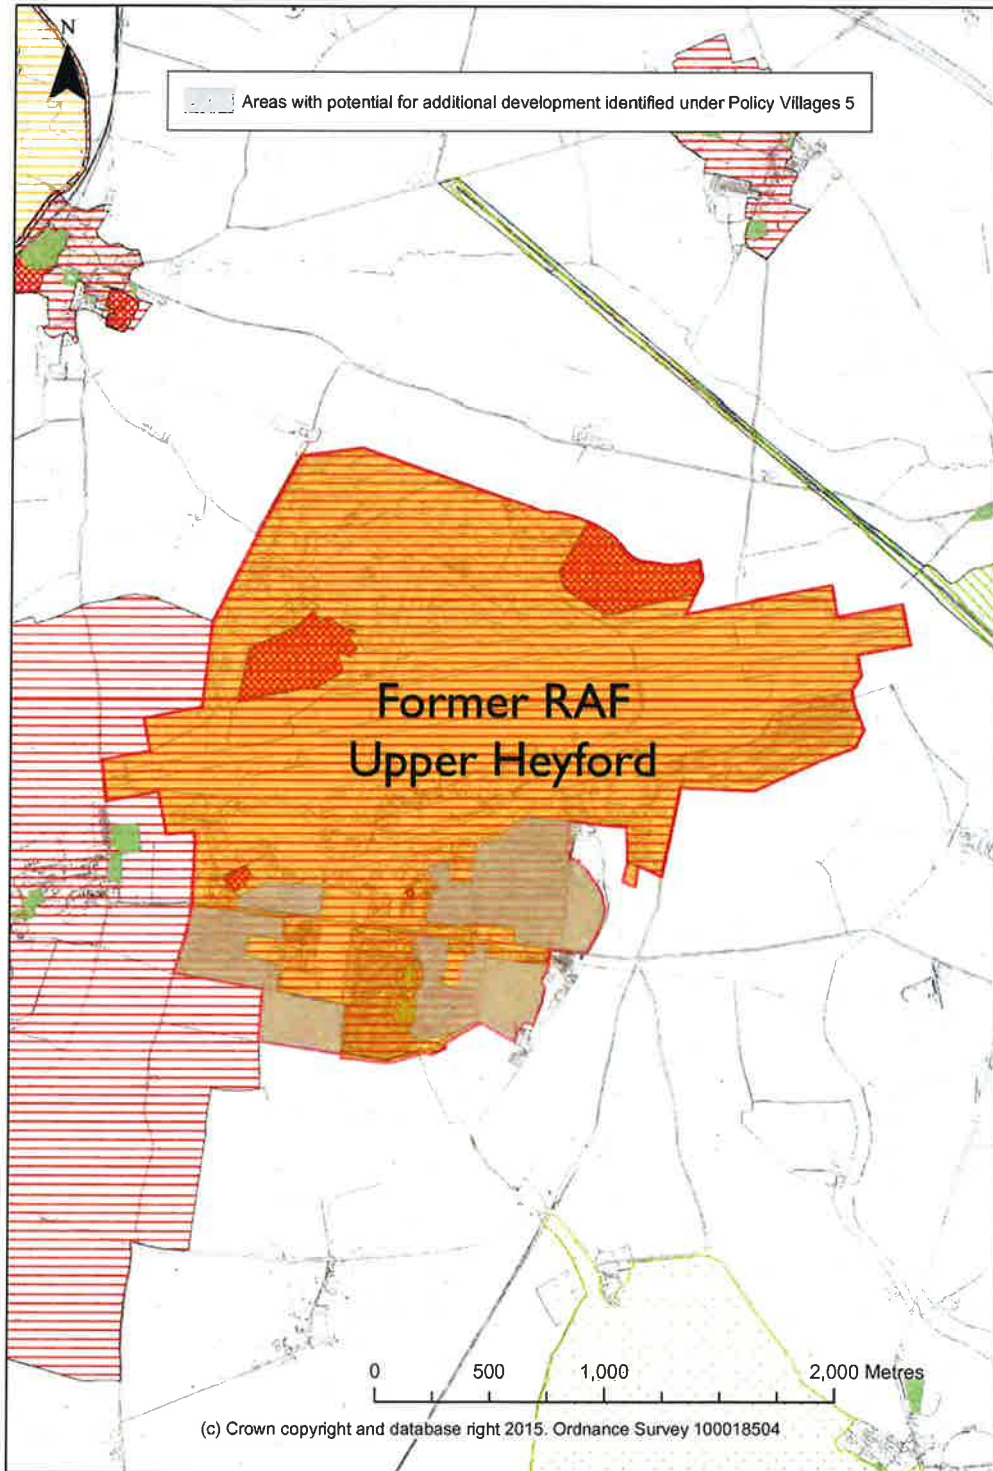 N
Areas with potential for additional development identified under Policy Villages 5
Former RAF
Upper Heyford
0 500 1,000 2,000 Metres
(c) Crown copyright and database right 2015. Ordnance Survey 100018504